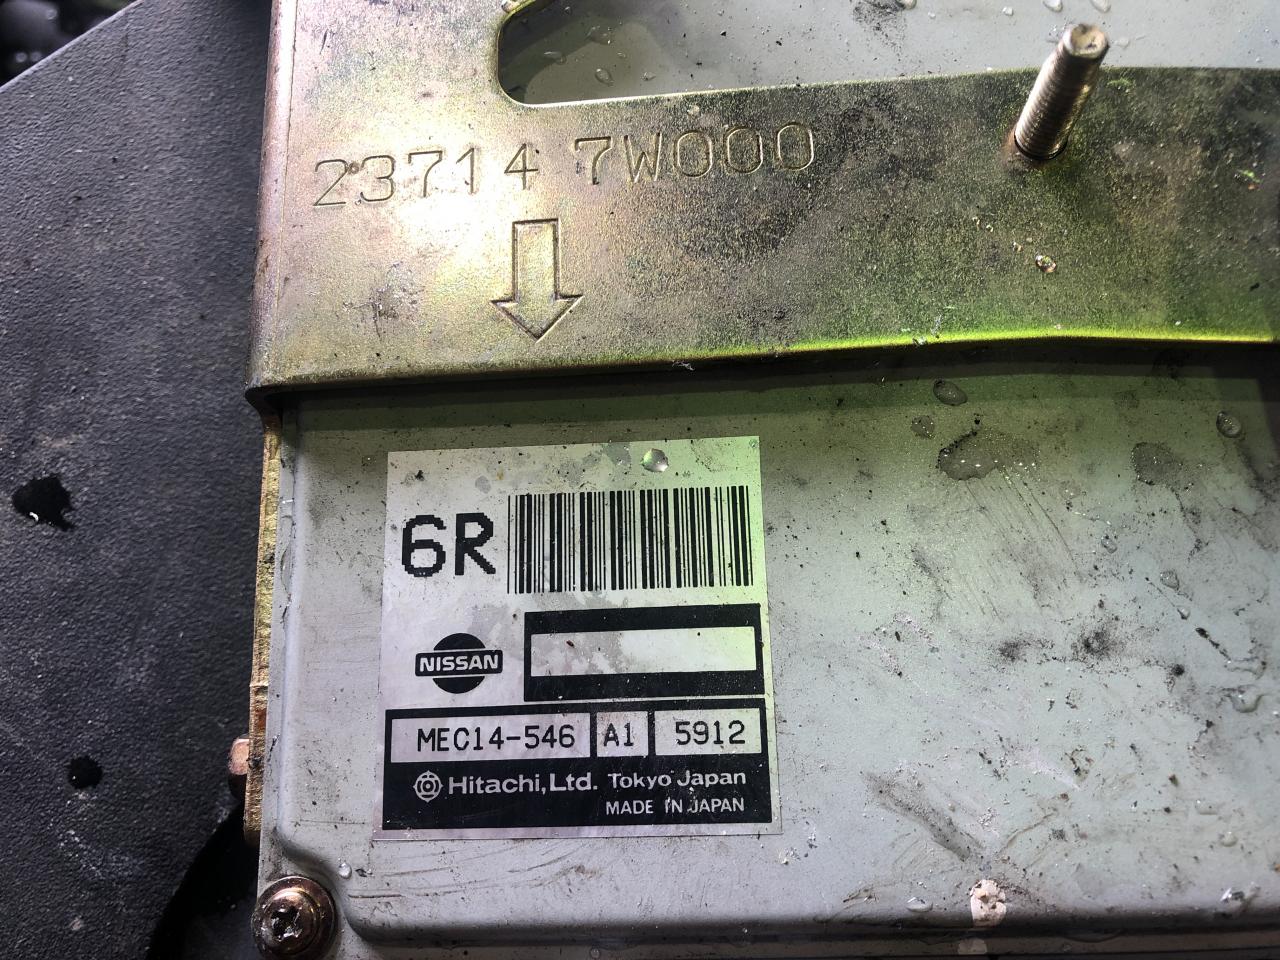 23714 7W000
6R
NISSAN
MEC14-546 A1 5912
Hitachi,Ltd. Tokyo Japan
MADE IN JAPAN